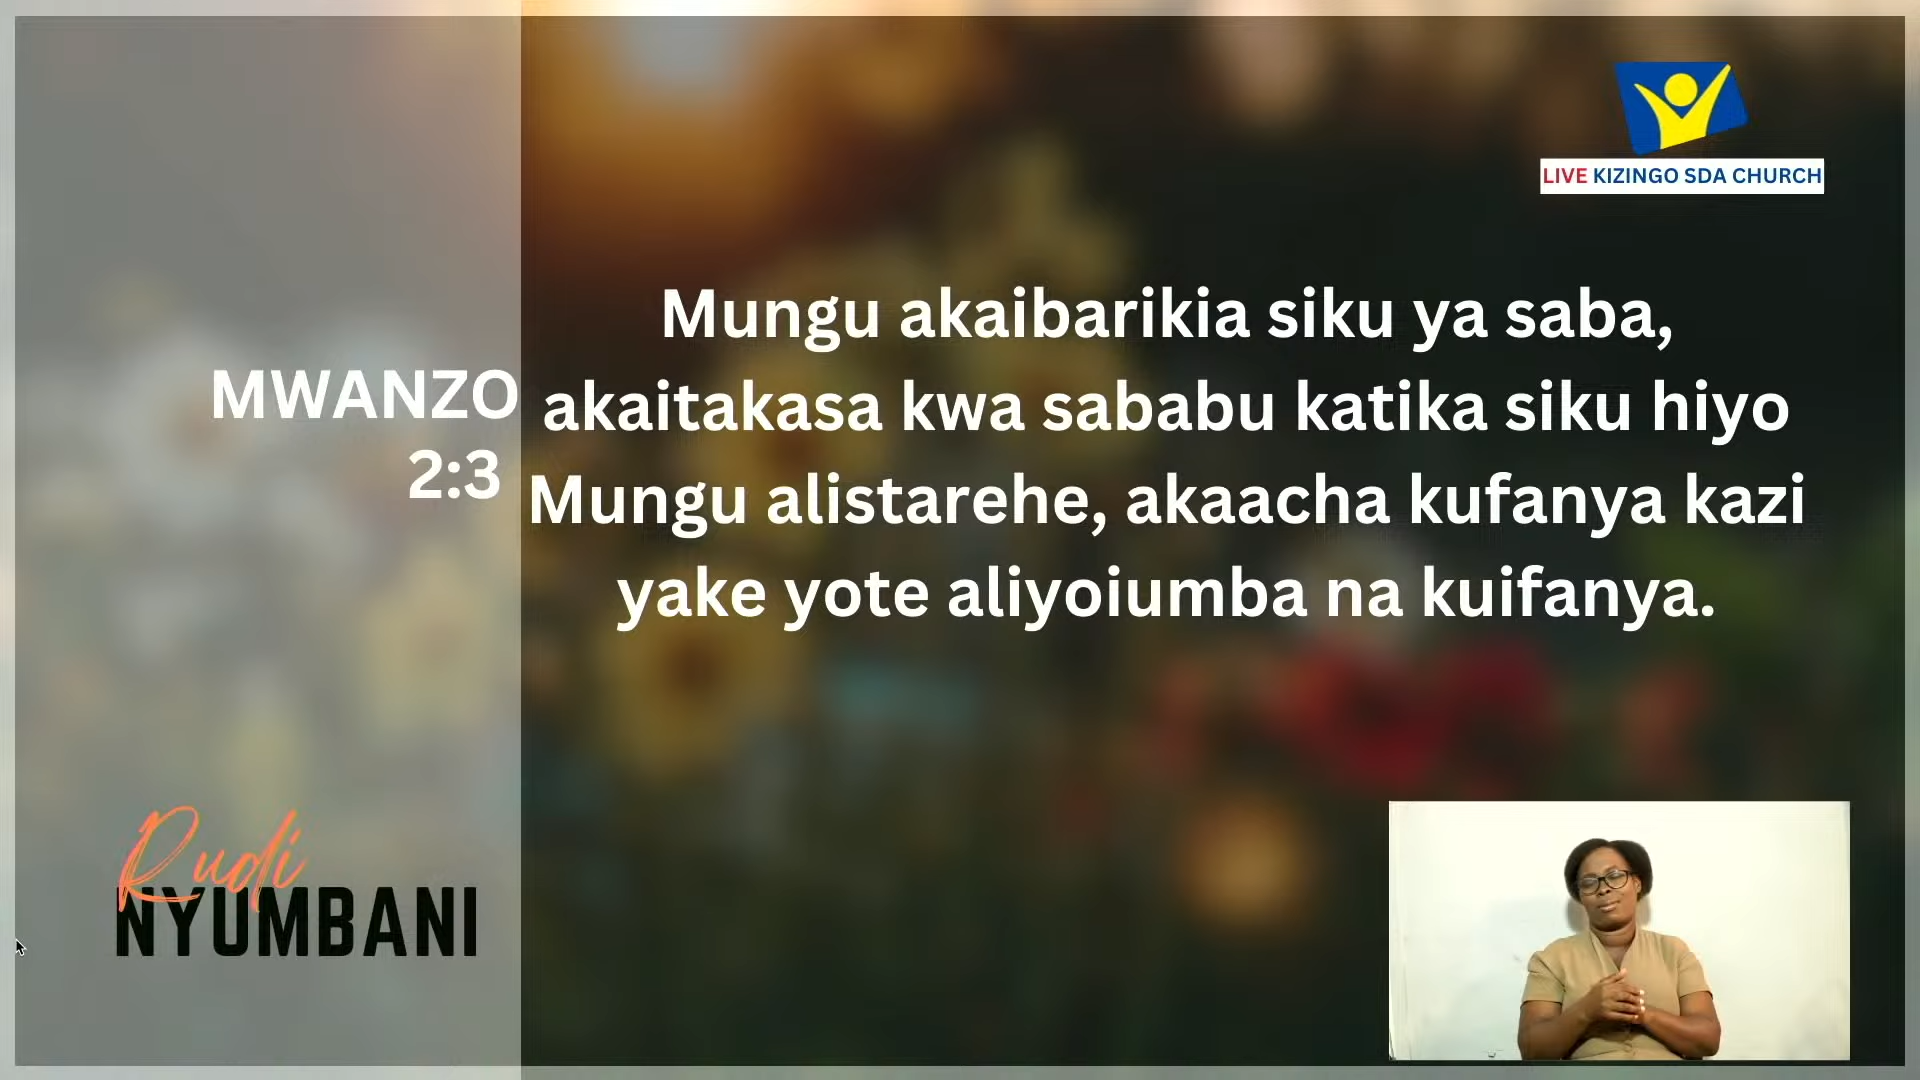 LIVE KIZINGO SDA CHURCH
MWANZO
2:3
Mungu akaibarikia siku ya saba,
akaitakasa kwa sababu katika siku hiyo
Mungu alistarehe, akaacha kufanya kazi
yake yote aliyoiumba na kuifanya.
Rudi
NYUMBANI